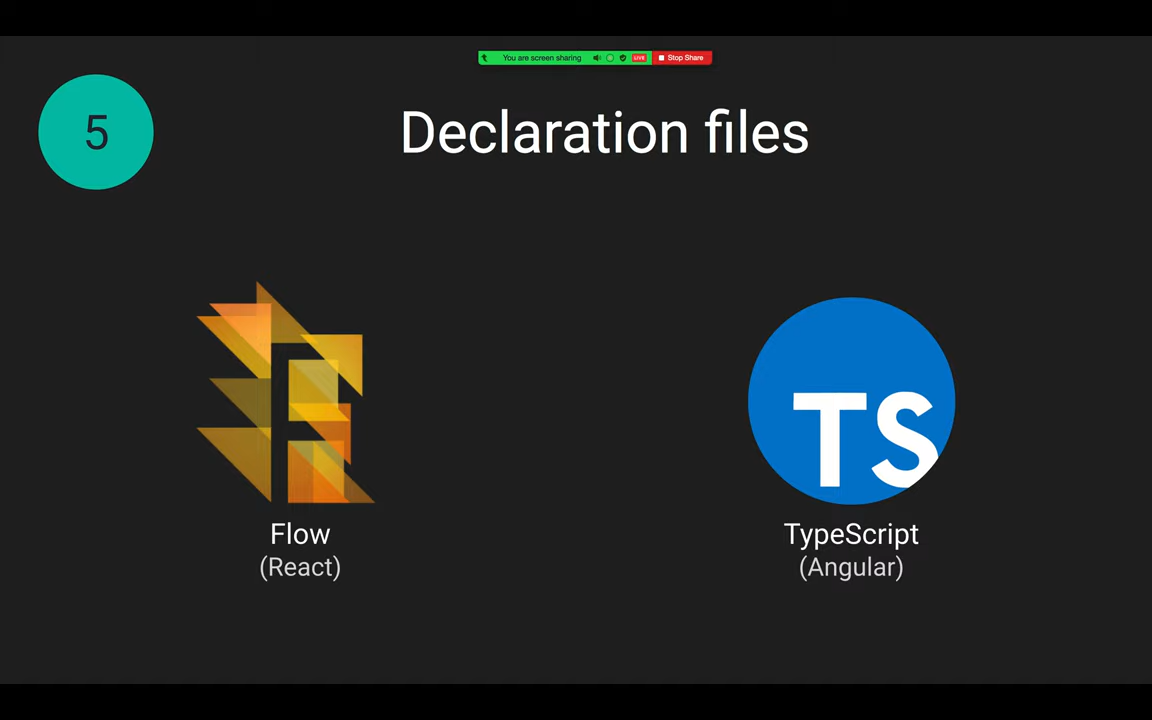 You are screen sharing LIVE Stop Share
5
Declaration files
TS
Flow
(React)
TypeScript
(Angular)